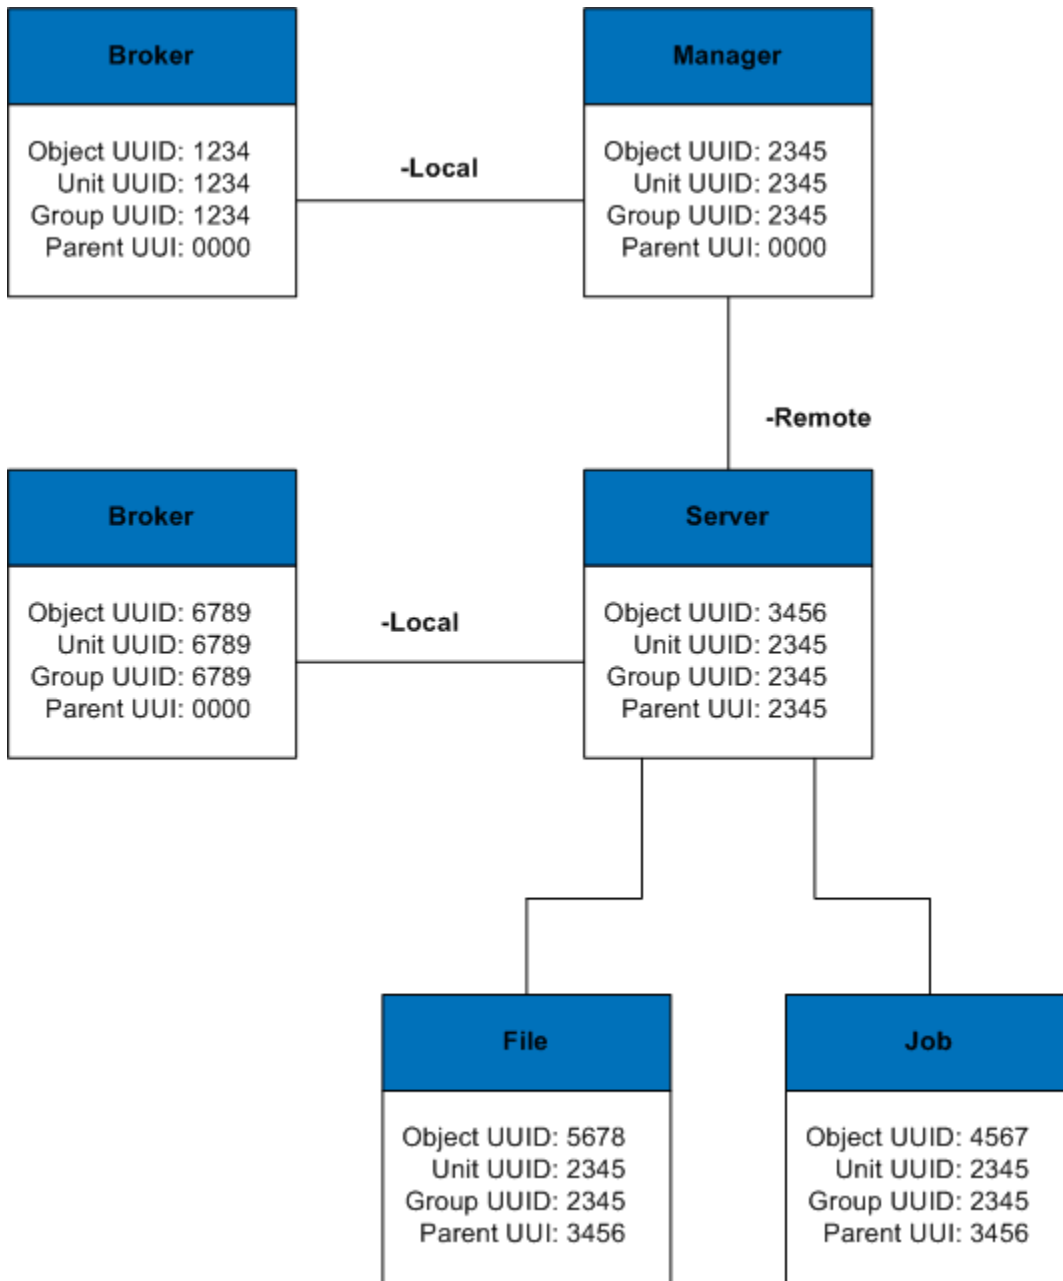 Broker
Object UUID: 1234
Unit UUID: 1234
Group UUID: 1234
Parent UUI: 0000
-Local
Manager
Object UUID: 2345
Unit UUID: 2345
Group UUID: 2345
Parent UUI: 0000
-Remote
Broker
Object UUID: 6789
Unit UUID: 6789
Group UUID: 6789
Parent UUI: 0000
-Local
Server
Object UUID: 3456
Unit UUID: 2345
Group UUID: 2345
Parent UUI: 2345
File
Object UUID: 5678
Unit UUID: 2345
Group UUID: 2345
Parent UUI: 3456
Job
Object UUID: 4567
Unit UUID: 2345
Group UUID: 2345
Parent UUI: 3456